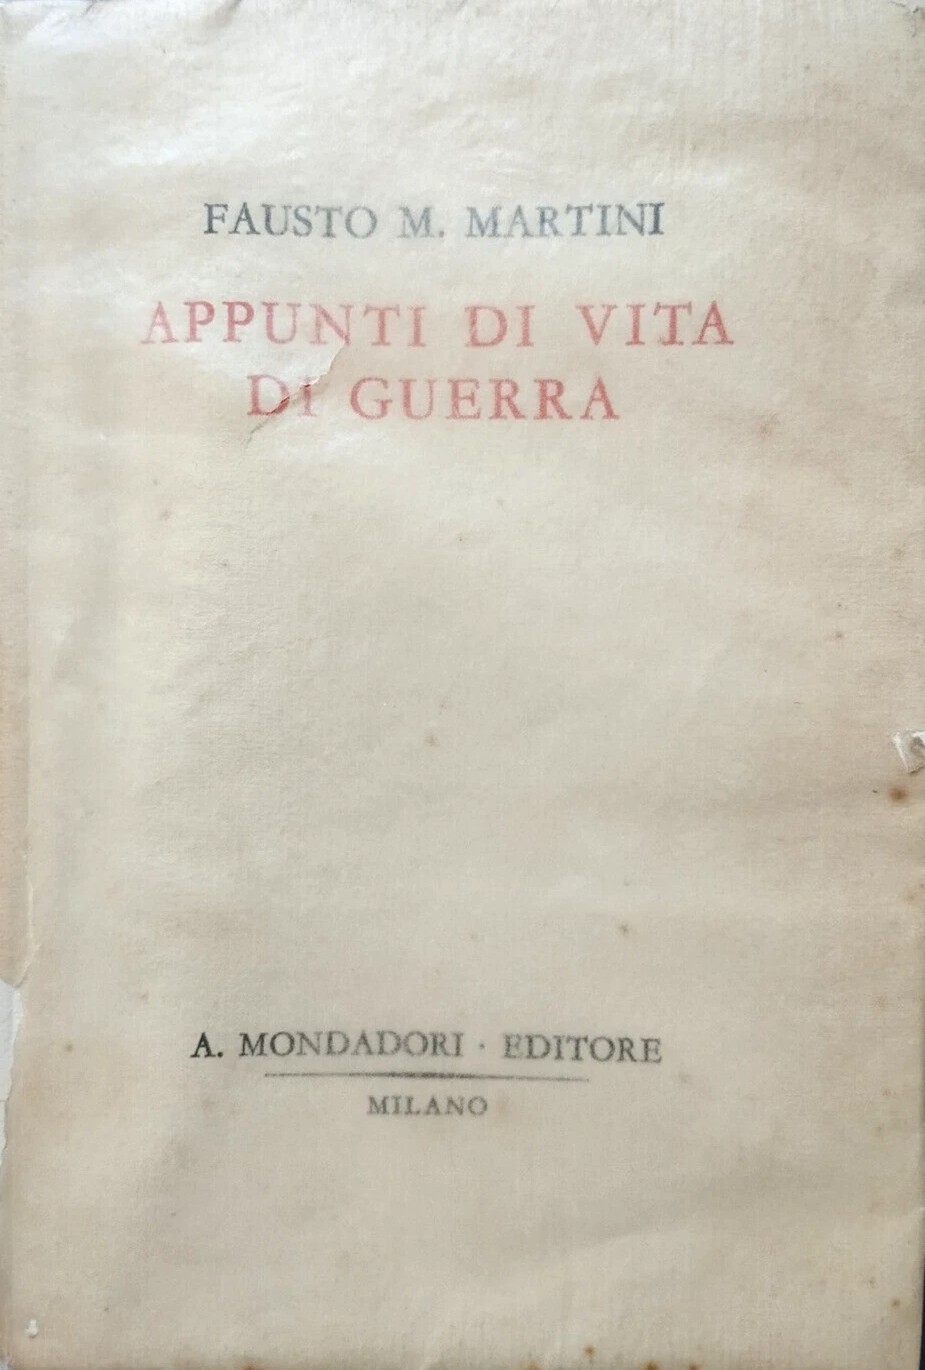 FAUSTO M. MARTINI
APPUNTI DI VITA
DI GUERRA
A. MONDADORI · EDITORE
MILANO